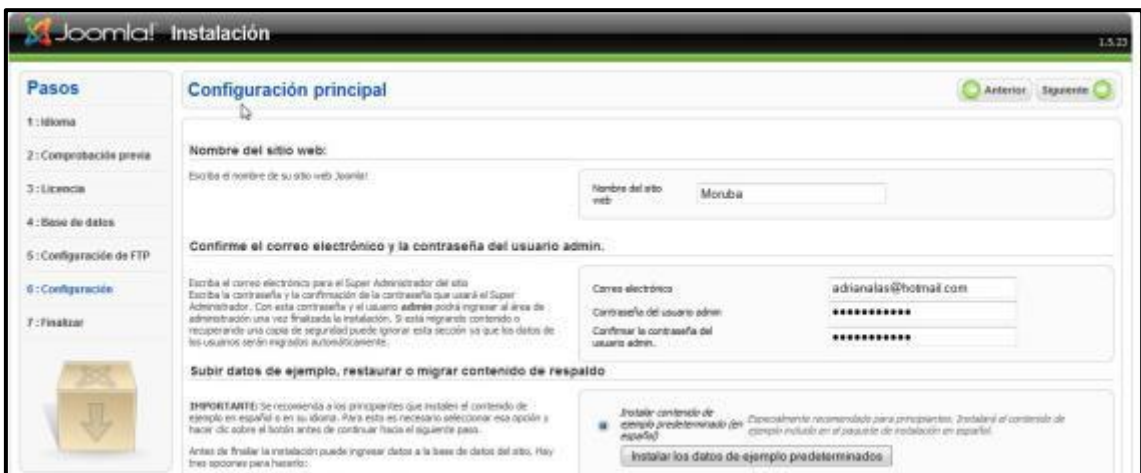 Joomla! Instalación
1.5.23
Pasos
1 : Idioma
2 : Comprobación previa
3 : Licencia
4 : Base de datos
5 : Configuración de FTP
6 : Configuración
7 : Finalizar
Configuración principal
Anterior
Siguiente
Nombre del sitio web:
Escriba el nombre de su sitio web Joomla!
Nombre del sitio
web
Moruba
Confirme el correo electrónico y la contraseña del usuario admin.
Escriba el correo electrónico para el Super Administrador del sitio
Escriba la contraseña y la confirmación de la contraseña que usará el Super
Administrador. Con esta contraseña y el usuario admin podrá ingresar al área de
administración una vez finalizada la instalación. Si está migrando contenido o
recuperando una copia de seguridad puede ignorar esta sección ya que los datos de
los usuarios serán migrados automáticamente.
Correo electrónico
adrianalas@hotmail.com
Contraseña del usuario admin
•••••••••••
Confirmar la contraseña del
usuario admin.
•••••••••••
Subir datos de ejemplo, restaurar o migrar contenido de respaldo
IMPORTANTE: Se recomienda a los principiantes que instalen el contenido de
ejemplo en español o en su idioma. Para esto es necesario seleccionar esa opción y
hacer clic sobre el botón antes de continuar hacia el siguiente paso.
Antes de finalizar la instalación puede ingresar datos a la base de datos del sitio. Hay
tres opciones para hacerlo:
Instalar contenido de
ejemplo predeterminado (en
español)
Especialmente recomendado para principiantes. Instalará el contenido de
ejemplo incluido en el paquete de instalación en español.
Instalar los datos de ejemplo predeterminados